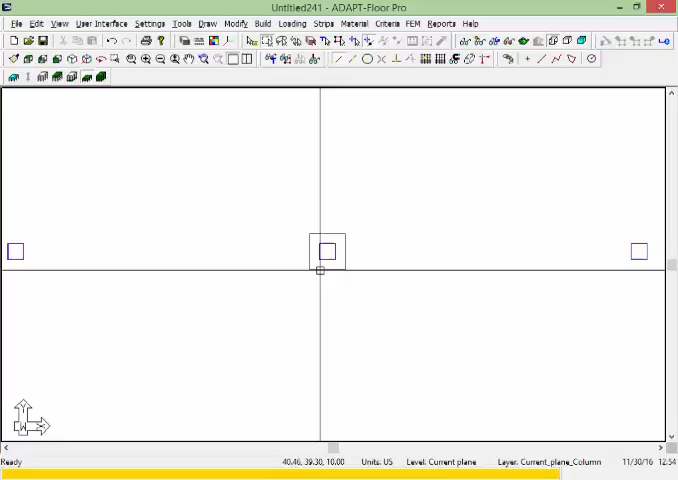 Untitled241 - ADAPT-Floor Pro
File Edit View User Interface Settings Tools Draw Modify Build Loading Strips Material Criteria FEM Reports Help
Y
W X
Ready 40.46, 39.30, 10.00 Units: US Level: Current plane Layer: Current_plane_Column 11/30/16 12:54